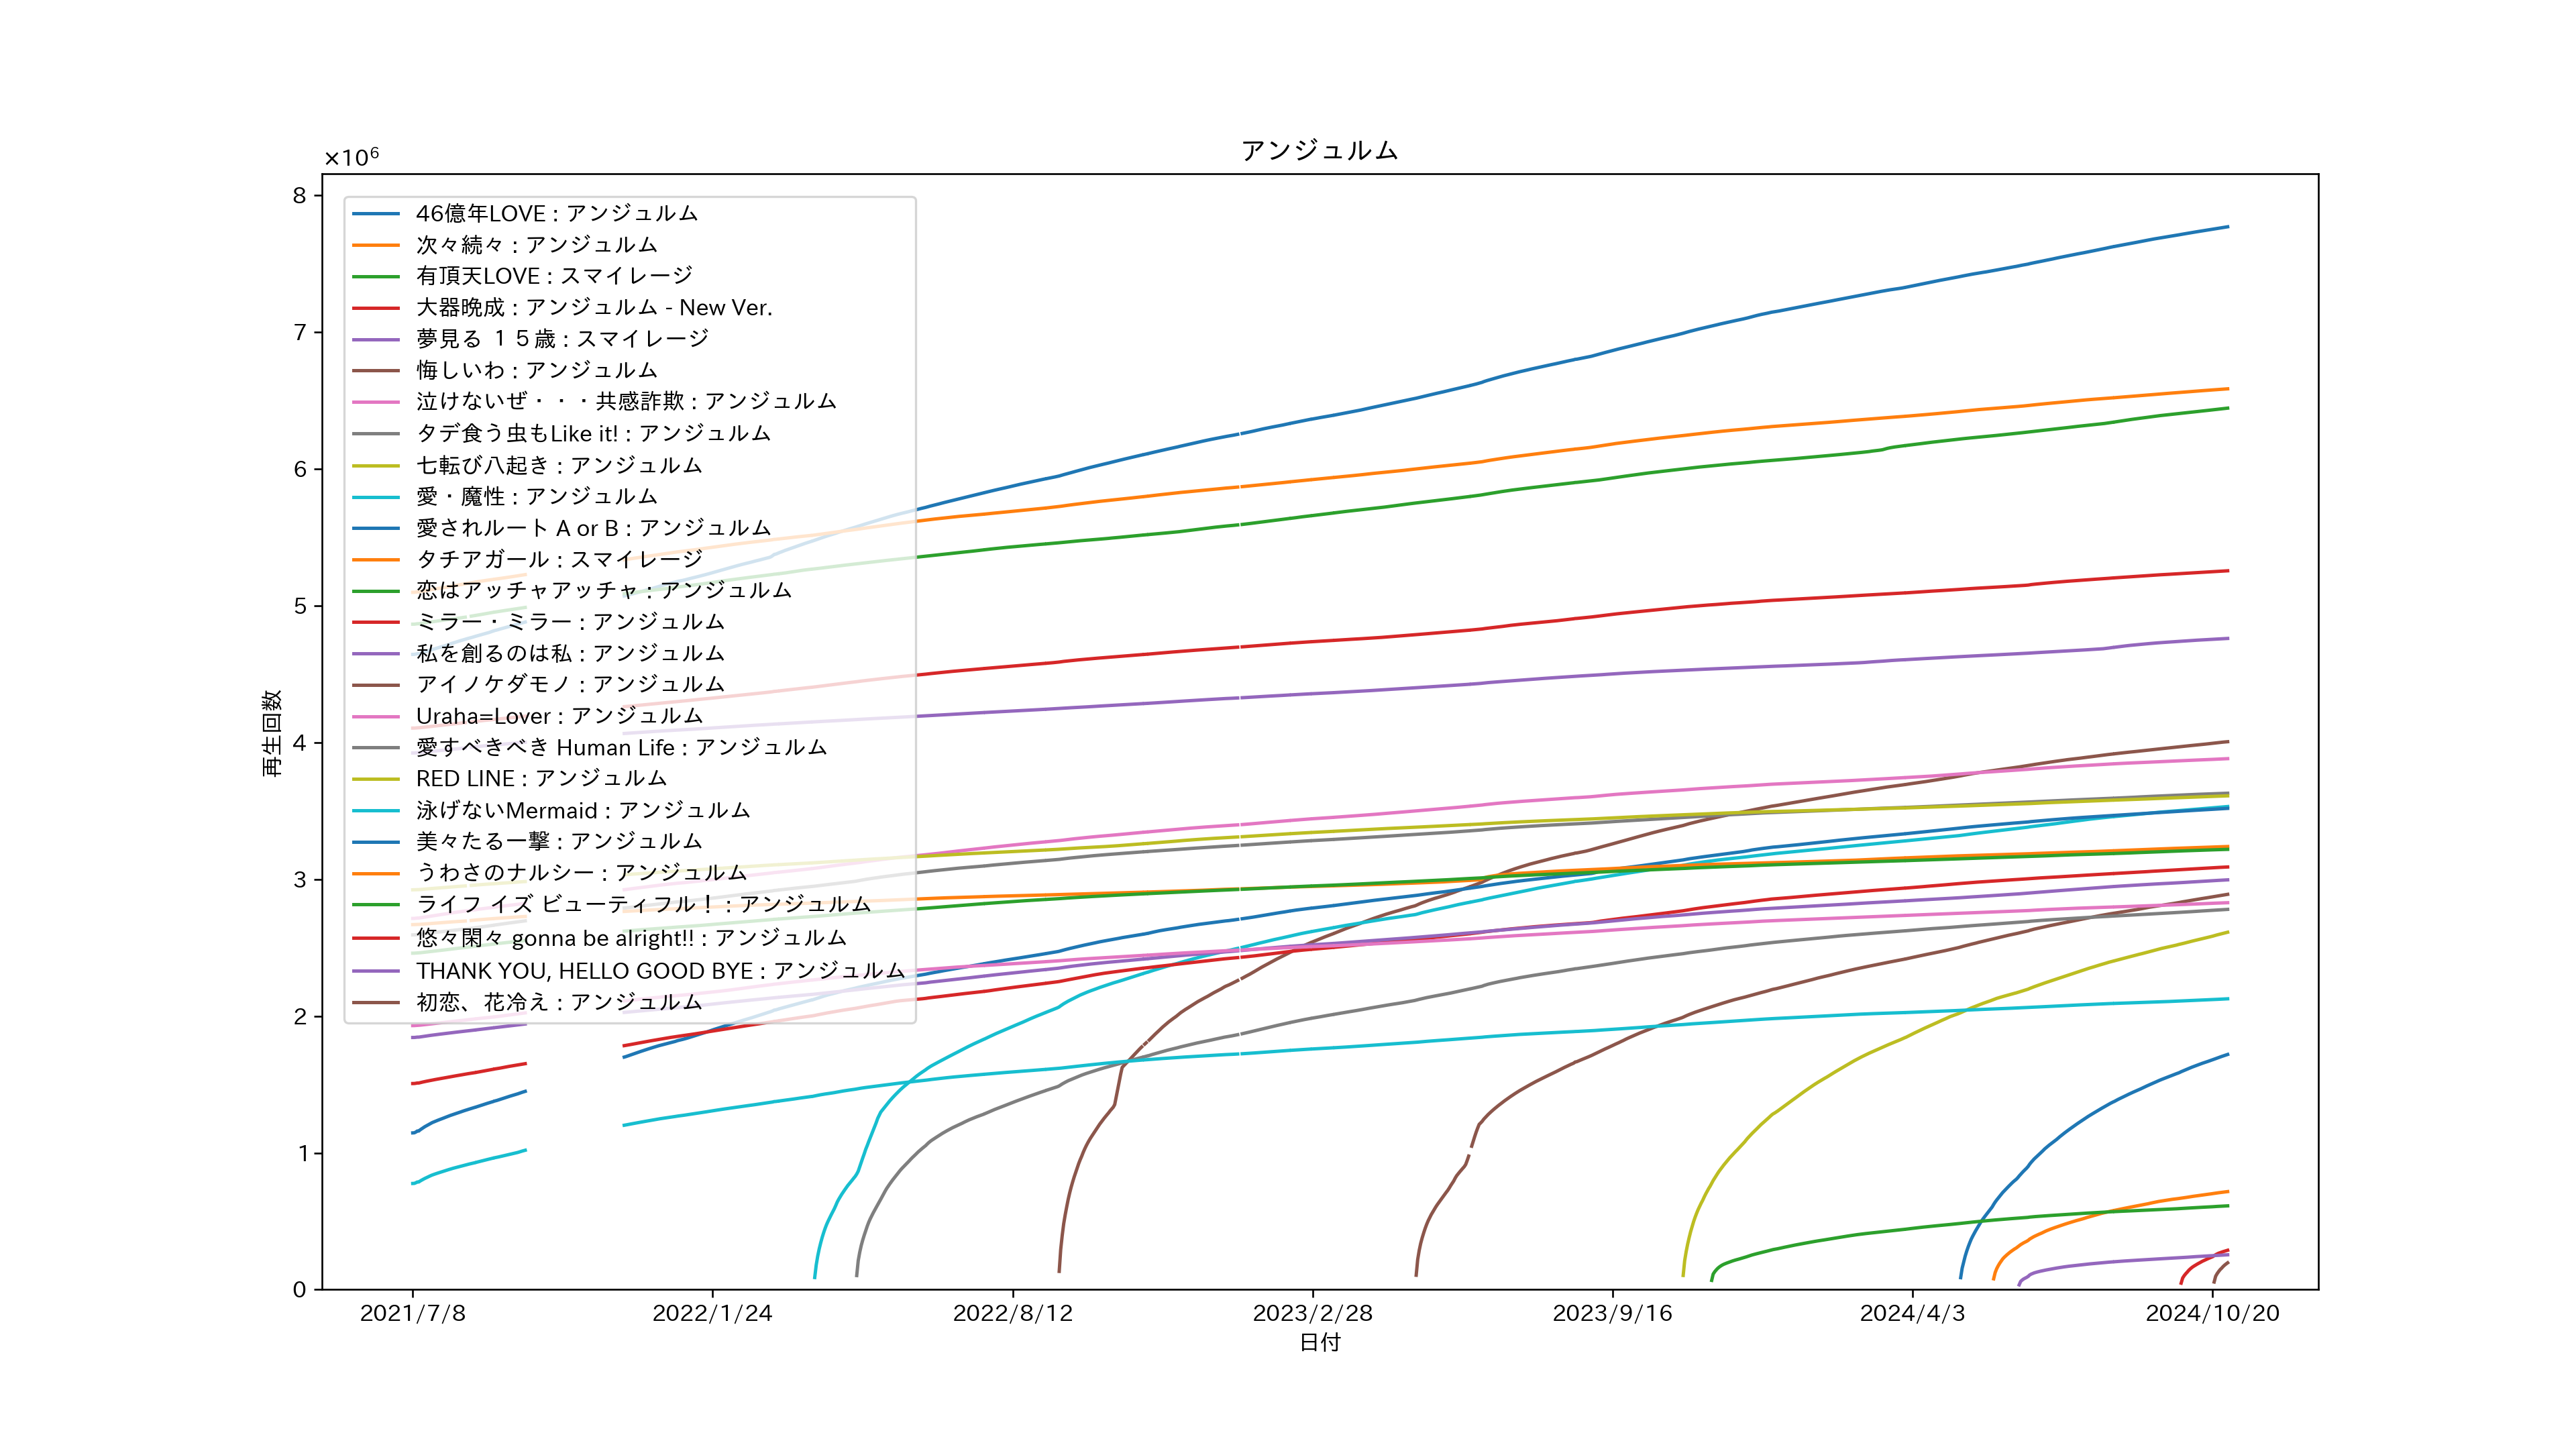 アンジュルム
×10⁶
8
7
6
5
4
3
2
1
0
再生回数
46億年LOVE : アンジュルム
次々続々 : アンジュルム
有頂天LOVE : スマイレージ
大器晩成 : アンジュルム - New Ver.
夢見る １５歳 : スマイレージ
悔しいわ : アンジュルム
泣けないぜ・・・共感詐欺 : アンジュルム
タデ食う虫もLike it! : アンジュルム
七転び八起き : アンジュルム
愛・魔性 : アンジュルム
愛されルート A or B : アンジュルム
タチアガール : スマイレージ
恋はアッチャアッチャ : アンジュルム
ミラー・ミラー : アンジュルム
私を創るのは私 : アンジュルム
アイノケダモノ : アンジュルム
Uraha=Lover : アンジュルム
愛すべきべき Human Life : アンジュルム
RED LINE : アンジュルム
泳げないMermaid : アンジュルム
美々たる一撃 : アンジュルム
うわさのナルシー : アンジュルム
ライフ イズ ビューティフル！ : アンジュルム
悠々閑々 gonna be alright!! : アンジュルム
THANK YOU, HELLO GOOD BYE : アンジュルム
初恋、花冷え : アンジュルム
2021/7/8 2022/1/24 2022/8/12 2023/2/28 2023/9/16 2024/4/3 2024/10/20
日付